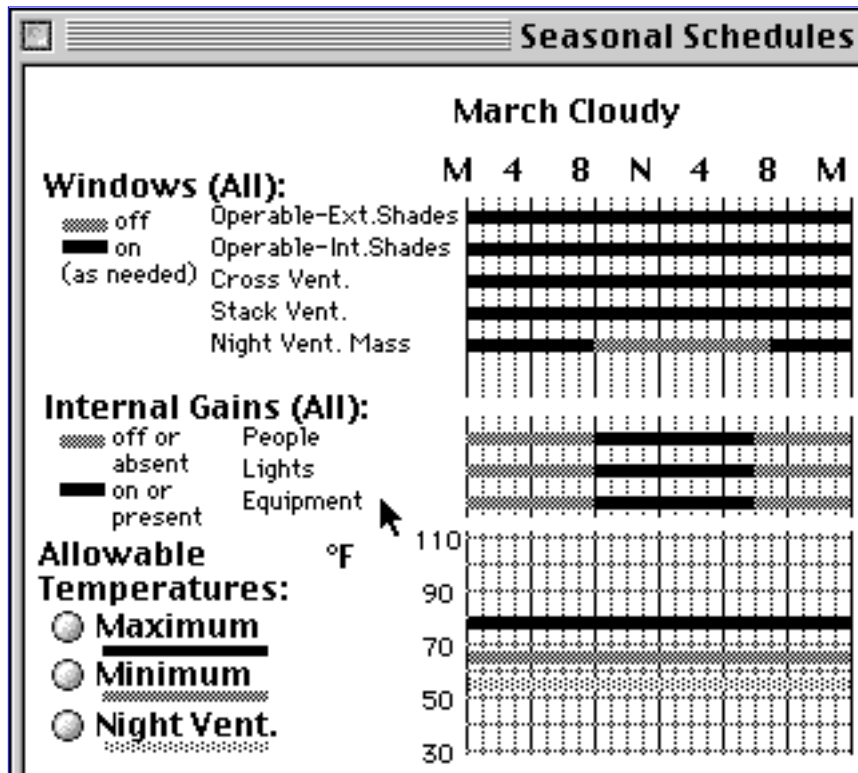 Seasonal Schedules
March Cloudy
M 4 8 N 4 8 M
Windows (All):
off
on
(as needed)
Operable-Ext.Shades
Operable-Int.Shades
Cross Vent.
Stack Vent.
Night Vent. Mass
Internal Gains (All):
off or
absent
on or
present
People
Lights
Equipment
Allowable °F
Temperatures:
Maximum
Minimum
Night Vent.
110
90
70
50
30